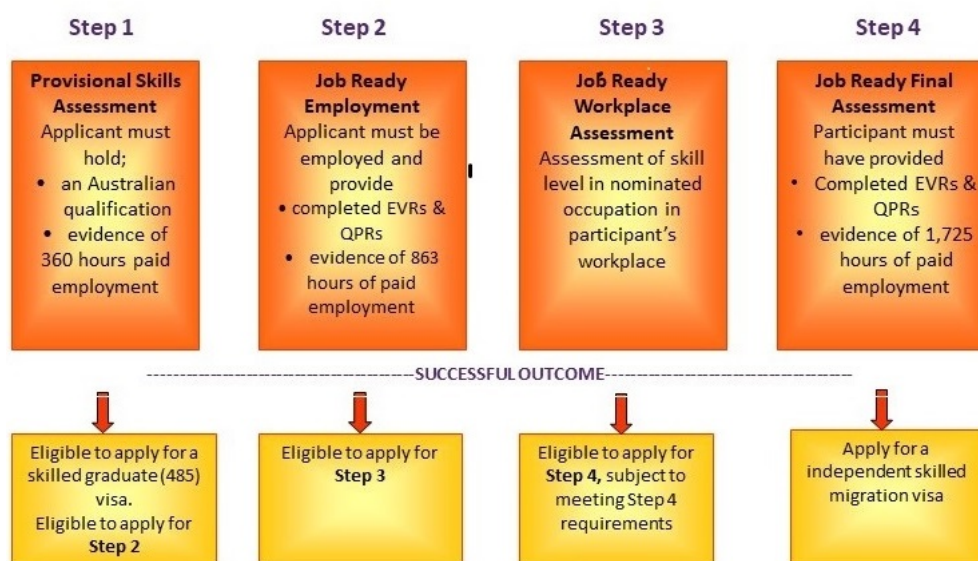 Step 1
Provisional Skills
Assessment
Applicant must
hold;
• an Australian
qualification
• evidence of
360 hours paid
employment
Step 2
Job Ready
Employment
Applicant must be
employed and
provide
• completed EVRs &
QPRs
• evidence of 863
hours of paid
employment
Step 3
Job Ready
Workplace
Assessment
Assessment of skill
level in nominated
occupation in
participant's
workplace
Step 4
Job Ready Final
Assessment
Participant must
have provided
• Completed EVRs &
QPRs
• evidence of 1,725
hours of paid
employment
SUCCESSFUL OUTCOME
Eligible to apply for a
skilled graduate (485)
visa.
Eligible to apply for
Step 2
Eligible to apply for
Step 3
Eligible to apply for
Step 4, subject to
meeting Step 4
requirements
Apply for a
independent skilled
migration visa